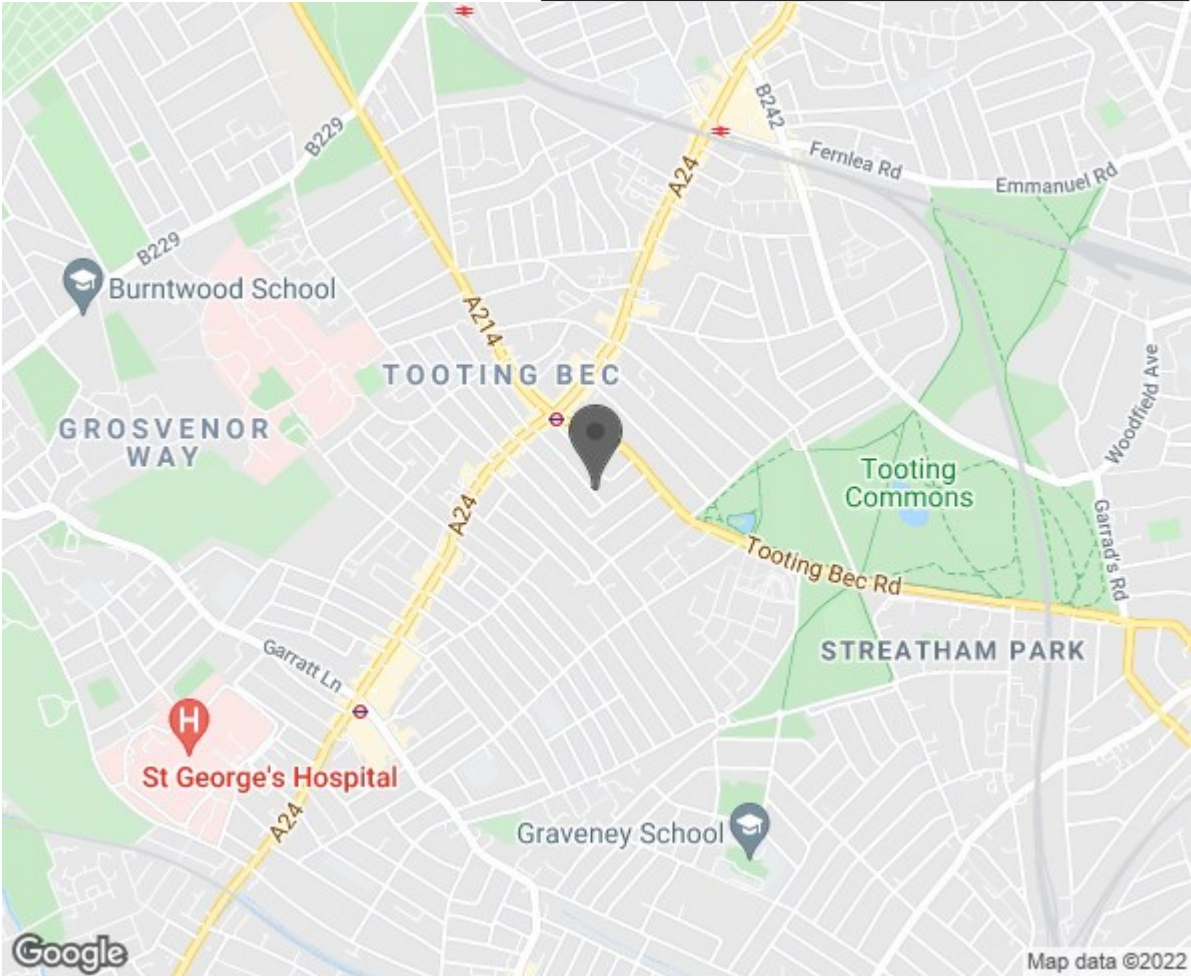 B242
B229
Fernlea Rd
A24
Emmanuel Rd
B229
Burntwood School
A214
TOOTING BEC
Woodfield Ave
GROSVENOR
WAY
Tooting
Commons
A24
Garrad's Rd
Tooting Bec Rd
STREATHAM PARK
Garratt Ln
H
St George's Hospital
A24
Graveney School
Google
Map data ©2022